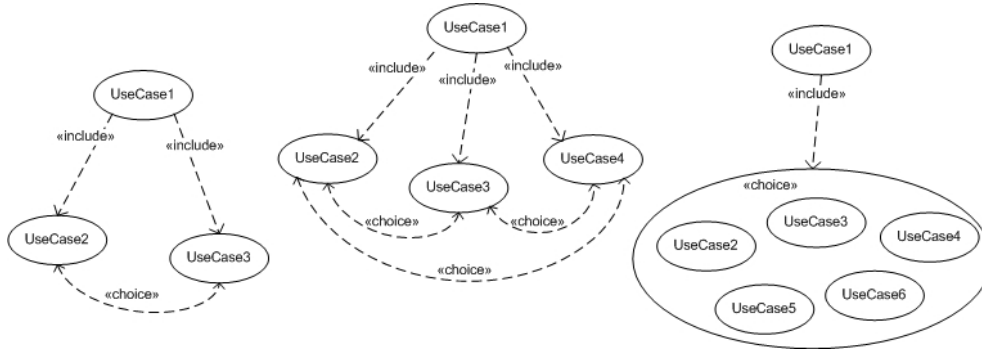 UseCase1
«include»
«include»
UseCase2
UseCase3
«choice»
UseCase1
«include»
«include»
«include»
UseCase2
UseCase3
UseCase4
«choice»
«choice»
«choice»
UseCase1
«include»
«choice»
UseCase2
UseCase3
UseCase4
UseCase5
UseCase6